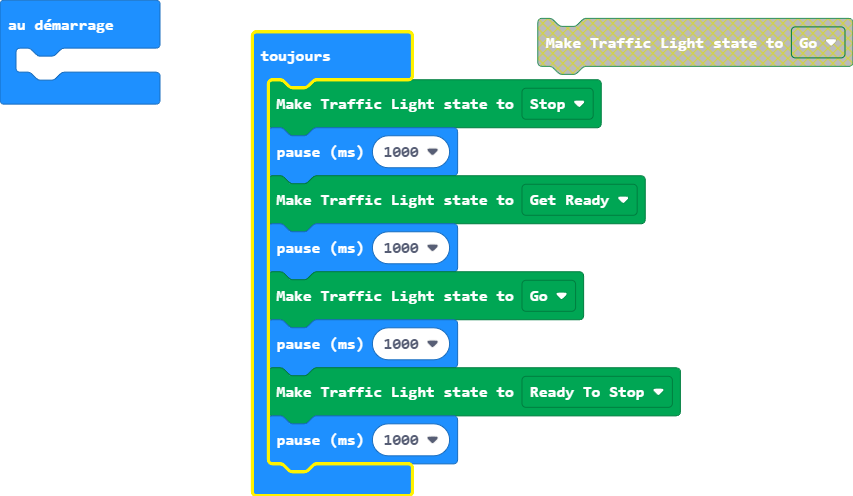 au démarrage
toujours
Make Traffic Light state to Go
Make Traffic Light state to Stop
pause (ms) 1000
Make Traffic Light state to Get Ready
pause (ms) 1000
Make Traffic Light state to Go
pause (ms) 1000
Make Traffic Light state to Ready To Stop
pause (ms) 1000